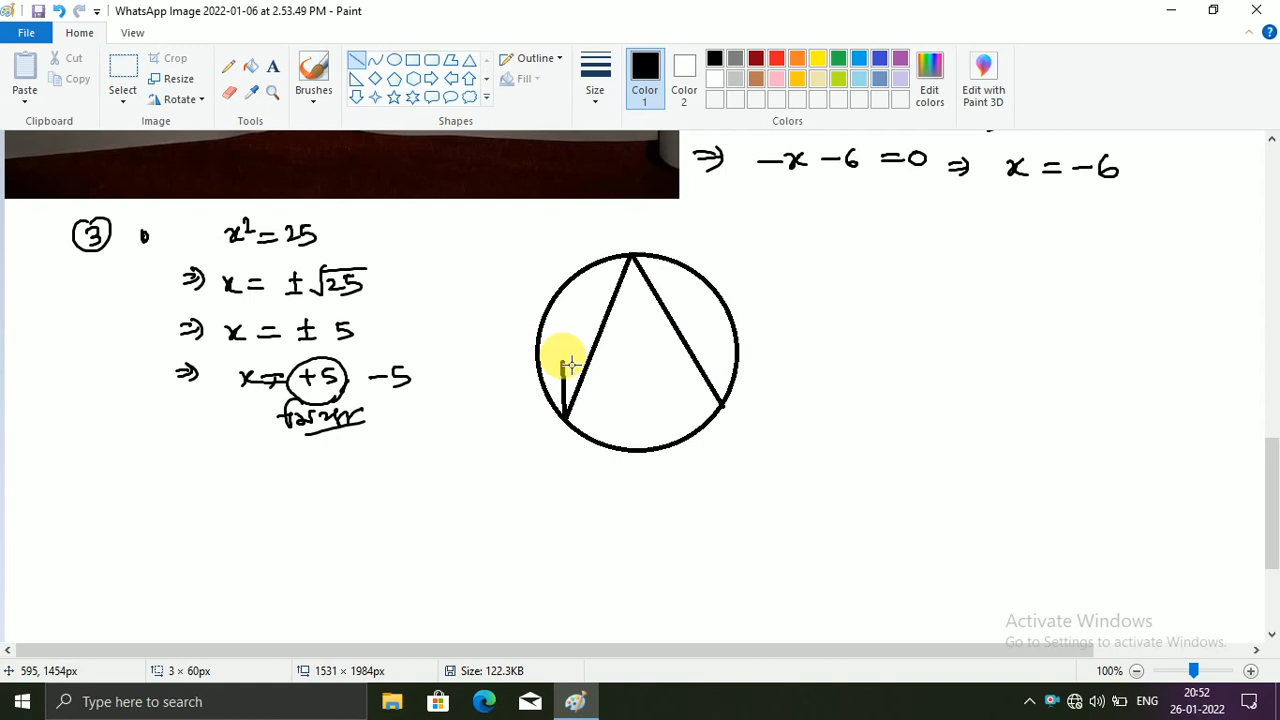 WhatsApp Image 2022-01-06 at 2.53.49 PM - Paint
File Home View
Paste
Cut
Copy
Clipboard
Select
Crop
Resize
Rotate
Image
Tools
Brushes
Shapes
Outline
Fill
Size
Color 1
Color 2
Colors
Edit colors
Edit with Paint 3D
⇒ -x - 6 = 0 ⇒ x = -6
③ x² = 25
⇒ x = ± √25
⇒ x = ± 5
⇒ x = +5, -5
Activate Windows
Go to Settings to activate Windows.
595, 1454px
3 × 60px
1531 × 1984px
Size: 122.3KB
100%
Type here to search
ENG
20:52
26-01-2022